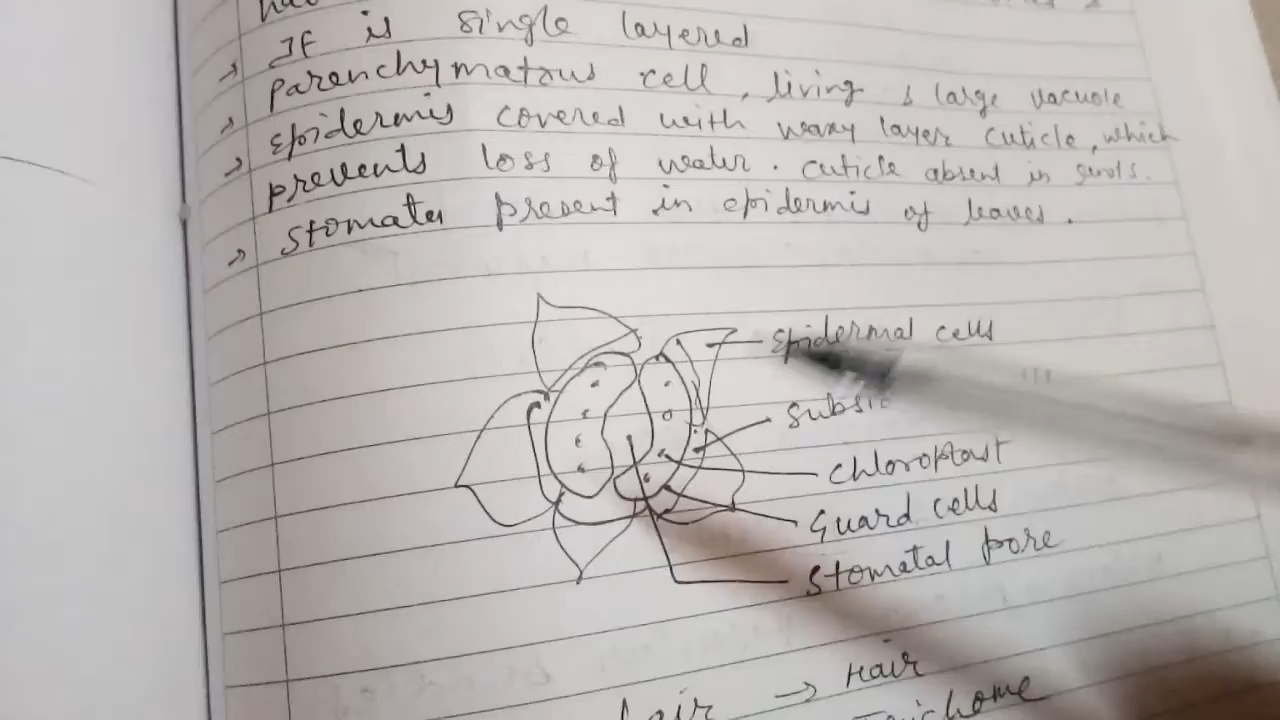 → It is single layered
→ parenchymatous cell, living & large vacuole
→ Epidermis covered with waxy layer cuticle, which
prevents loss of water. cuticle absent in
→ stomata present in epidermis of leaves.
Epidermal cells
Chloroplast
Guard cells
Stomatal pore
→ Hair